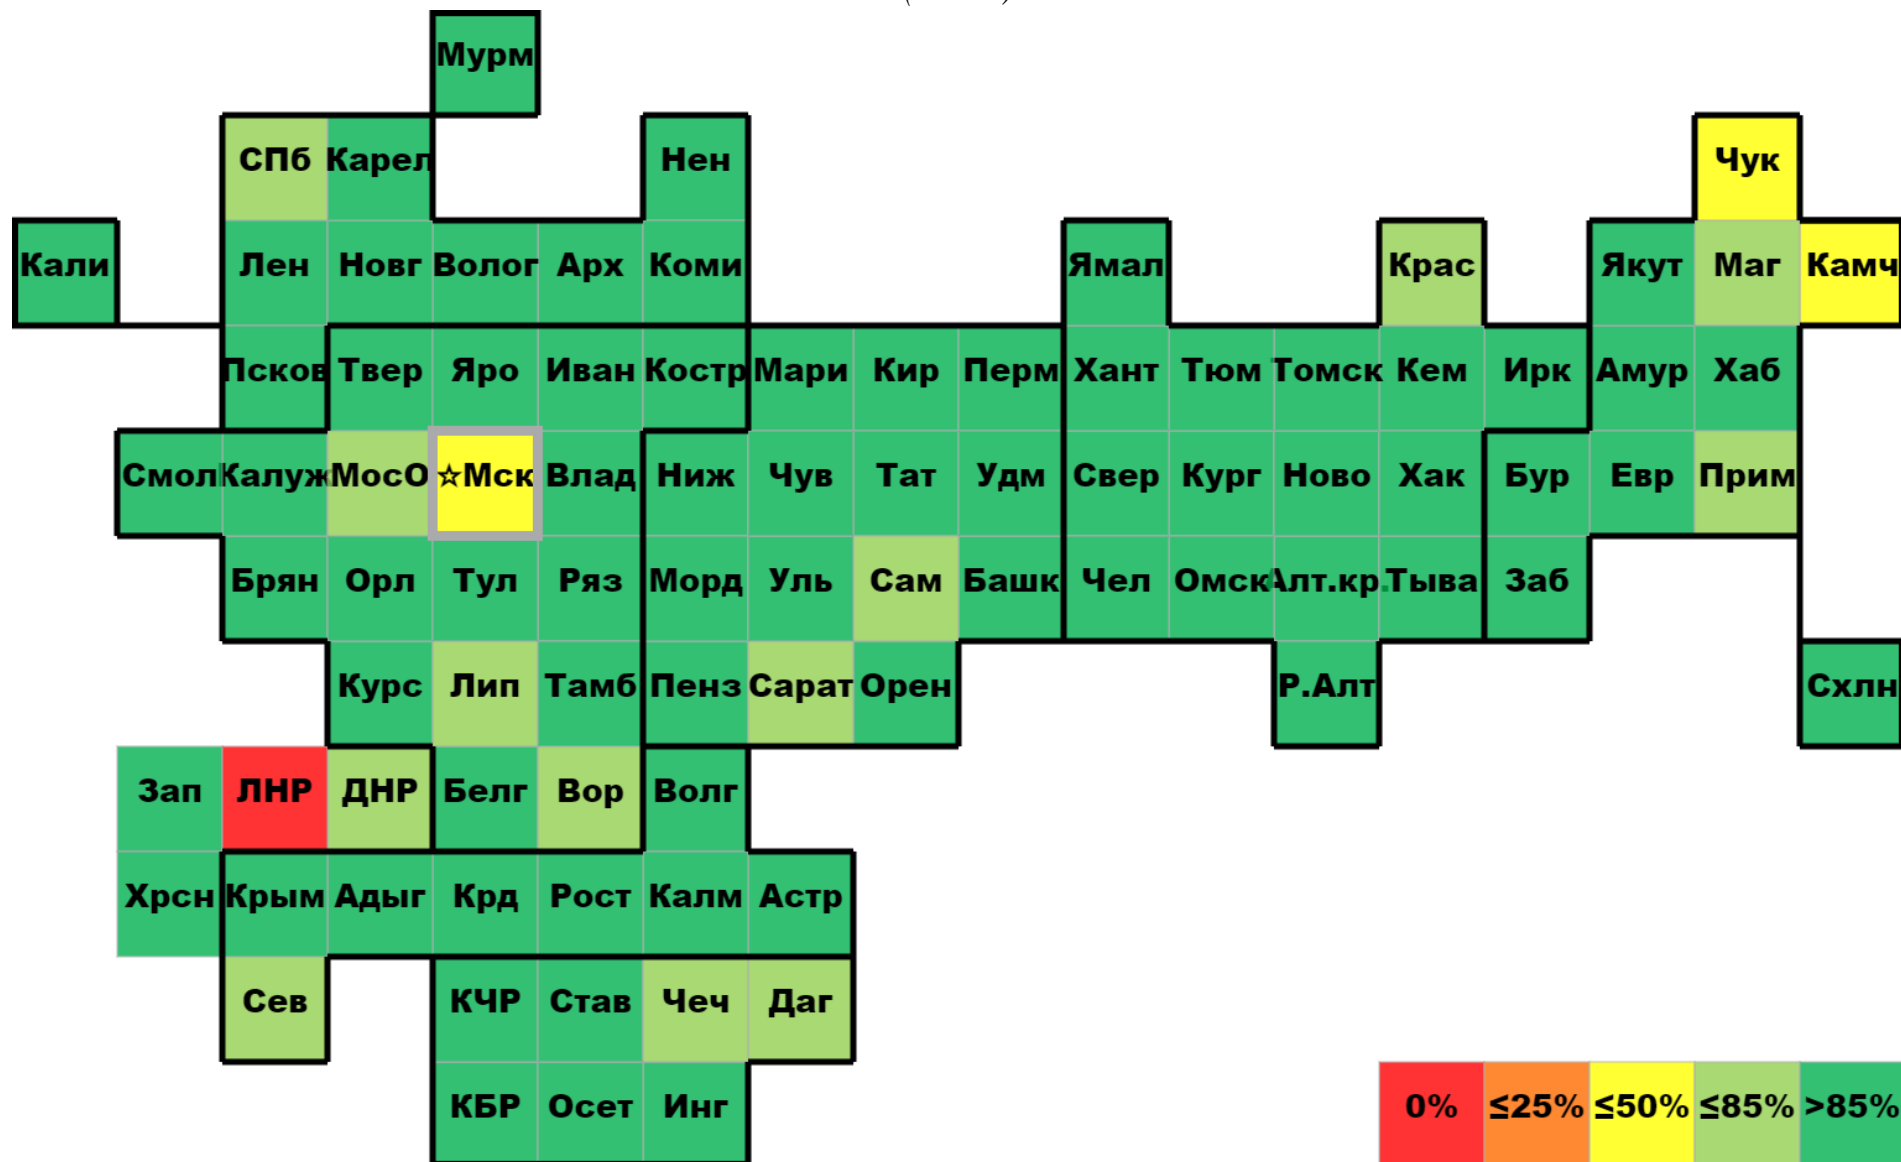 Мурм
СПб Карел Нен Чук
Кали Лен Новг Волог Арх Коми Ямал Крас Якут Маг Камч
Псков Твер Яро Иван Костр Мари Кир Перм Хант Тюм Томск Кем Ирк Амур Хаб
Смол Калуж МосО ☆Мск Влад Ниж Чув Тат Удм Свер Кург Ново Хак Бур Евр Прим
Брян Орл Тул Ряз Морд Уль Сам Башк Чел Омск Алт.кр. Тыва Заб
Курс Лип Тамб Пенз Сарат Орен Р.Алт Схлн
Зап ЛНР ДНР Белг Вор Волг
Хрсн Крым Адыг Крд Рост Калм Астр
Сев КЧР Став Чеч Даг
КБР Осет Инг 0% ≤25% ≤50% ≤85% >85%